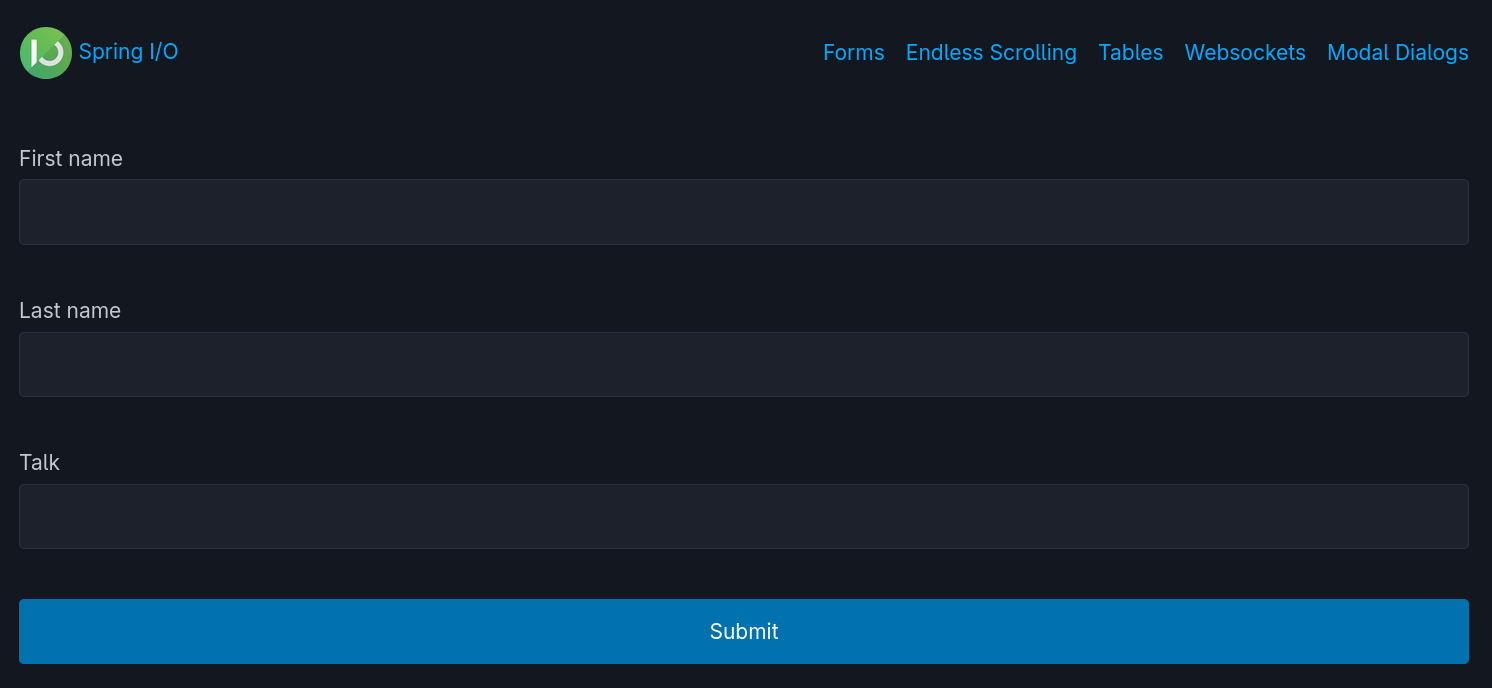 Spring I/O
Forms Endless Scrolling Tables Websockets Modal Dialogs
First name
Last name
Talk
Submit